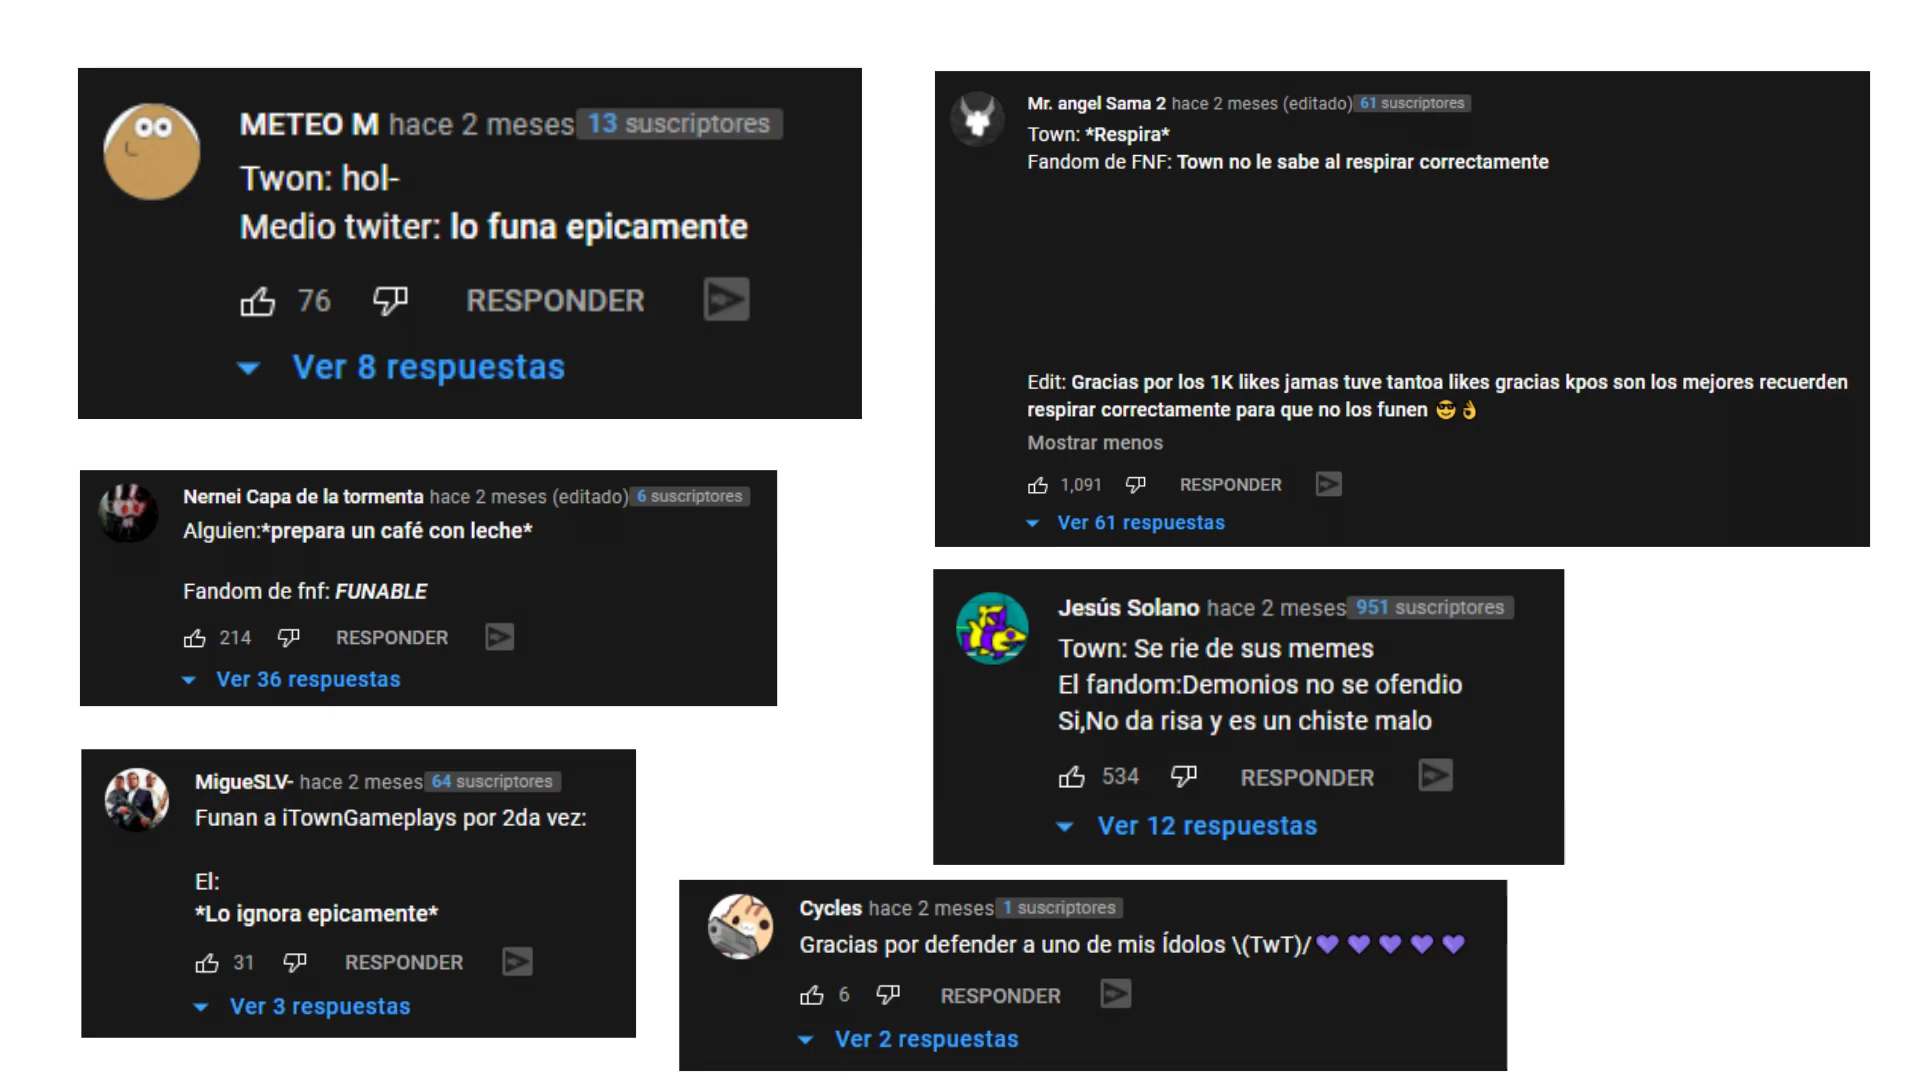 METEO M hace 2 meses 13 suscriptores
Twon: hol-
Medio twiter: lo funa epicamente
76 RESPONDER
Ver 8 respuestas
Nernei Capa de la tormenta hace 2 meses (editado) 6 suscriptores
Alguien:*prepara un café con leche*
Fandom de fnf: FUNABLE
214 RESPONDER
Ver 36 respuestas
MigueSLV- hace 2 meses 64 suscriptores
Funan a iTownGameplays por 2da vez:
El:
*Lo ignora epicamente*
31 RESPONDER
Ver 3 respuestas
Mr. angel Sama 2 hace 2 meses (editado) 61 suscriptores
Town: *Respira*
Fandom de FNF: Town no le sabe al respirar correctamente
Edit: Gracias por los 1K likes jamas tuve tantoa likes gracias kpos son los mejores recuerden
respirar correctamente para que no los funen 😎👌
Mostrar menos
1,091 RESPONDER
Ver 61 respuestas
Jesús Solano hace 2 meses 951 suscriptores
Town: Se rie de sus memes
El fandom:Demonios no se ofendio
Si,No da risa y es un chiste malo
534 RESPONDER
Ver 12 respuestas
Cycles hace 2 meses 1 suscriptores
Gracias por defender a uno de mis Ídolos \(TwT)/💜💜💜💜💜
6 RESPONDER
Ver 2 respuestas